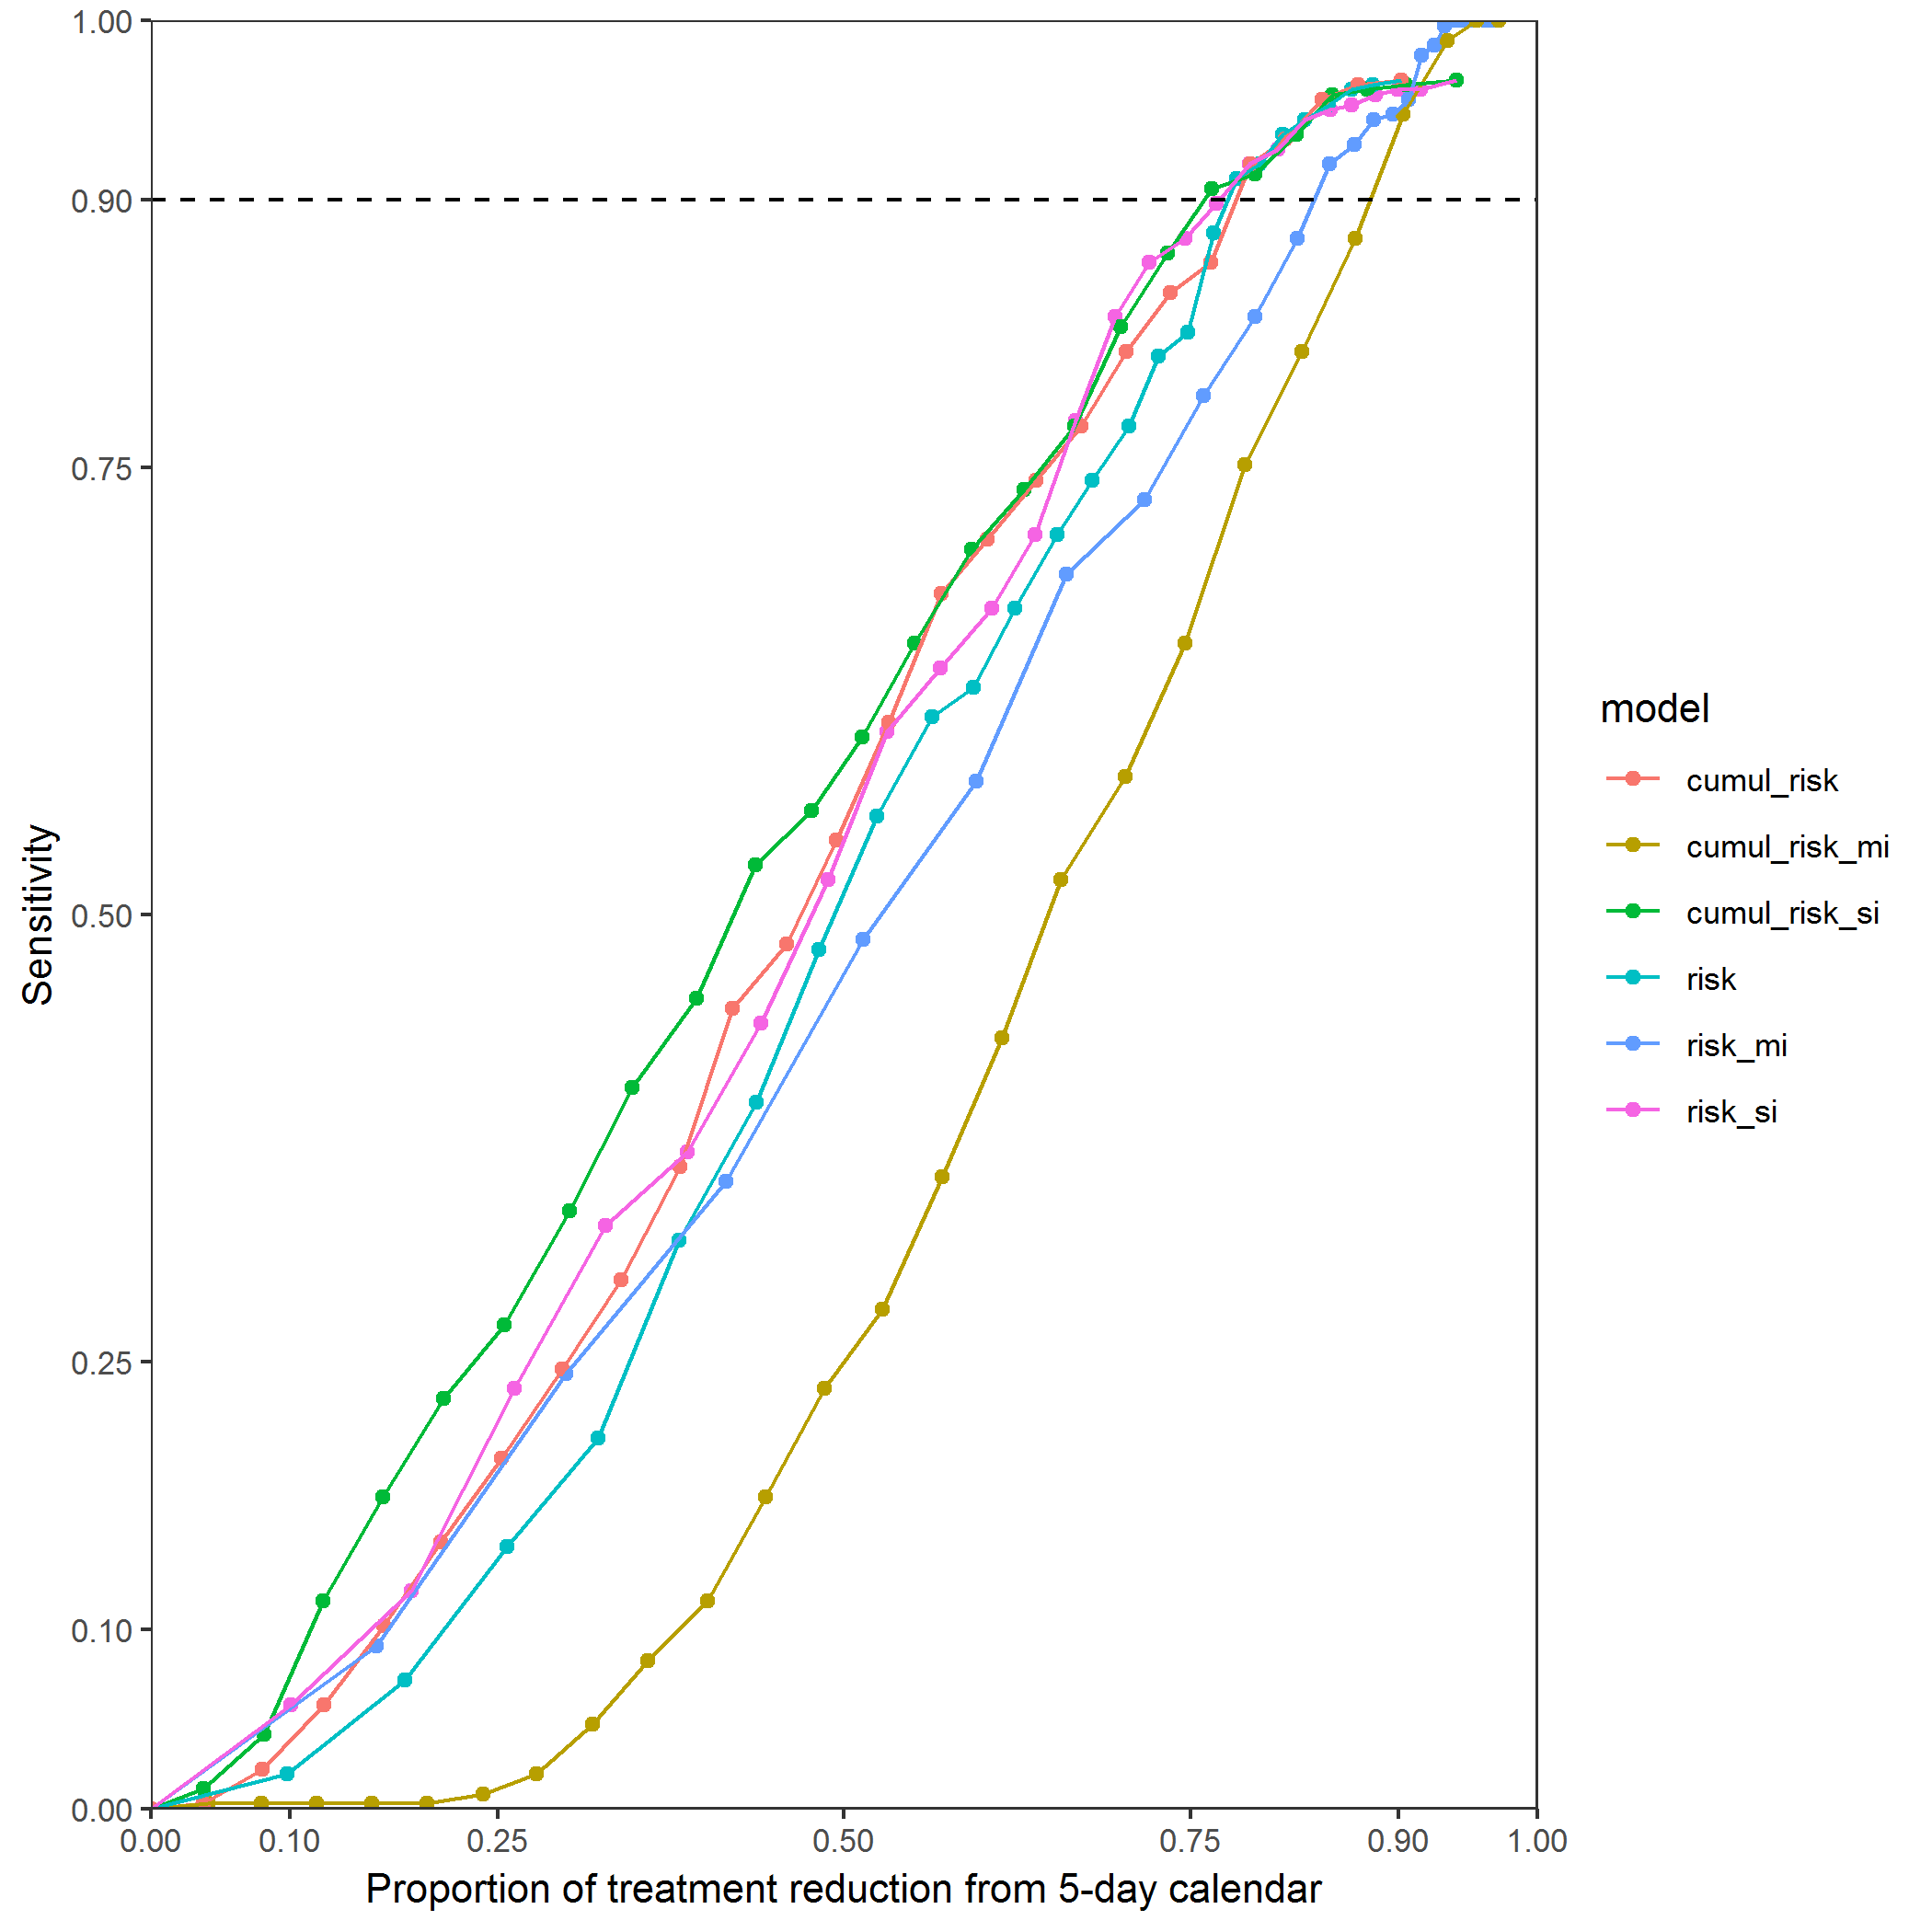 1.00
0.90
0.75
0.50
0.25
0.10
0.00
Sensitivity
0.00 0.10 0.25 0.50 0.75 0.90 1.00
Proportion of treatment reduction from 5-day calendar
model
cumul_risk
cumul_risk_mi
cumul_risk_si
risk
risk_mi
risk_si